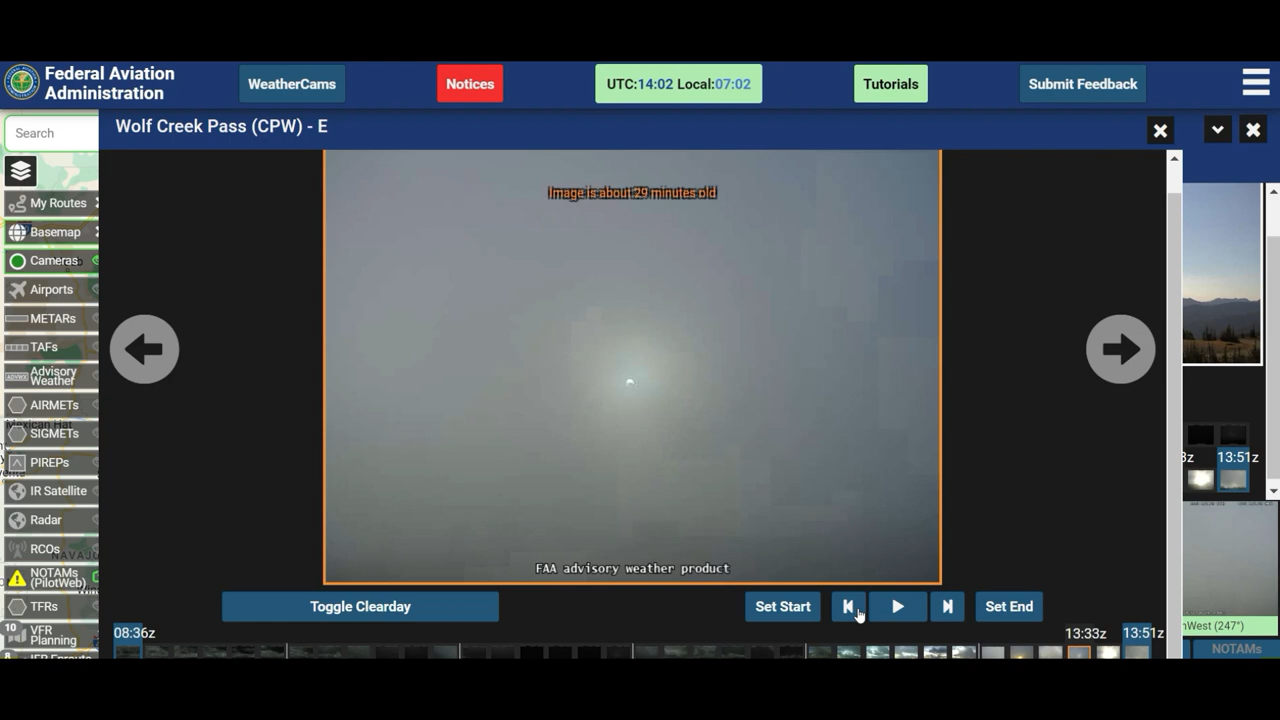 Federal Aviation
Administration
WeatherCams
Notices
UTC:14:02 Local:07:02
Tutorials
Submit Feedback
Search
Wolf Creek Pass (CPW) - E
Image is about 29 minutes old
My Routes
Basemap
Cameras
Airports
METARs
TAFs
Advisory
Weather
AIRMETs
SIGMETs
PIREPs
IR Satellite
Radar
RCOs
NOTAMs
(PilotWeb)
TFRs
10
VFR
Planning
FAA advisory weather product
Toggle Clearday
Set Start
Set End
08:36z
13:33z
13:51z
13:51z
nWest (247°)
NOTAMs